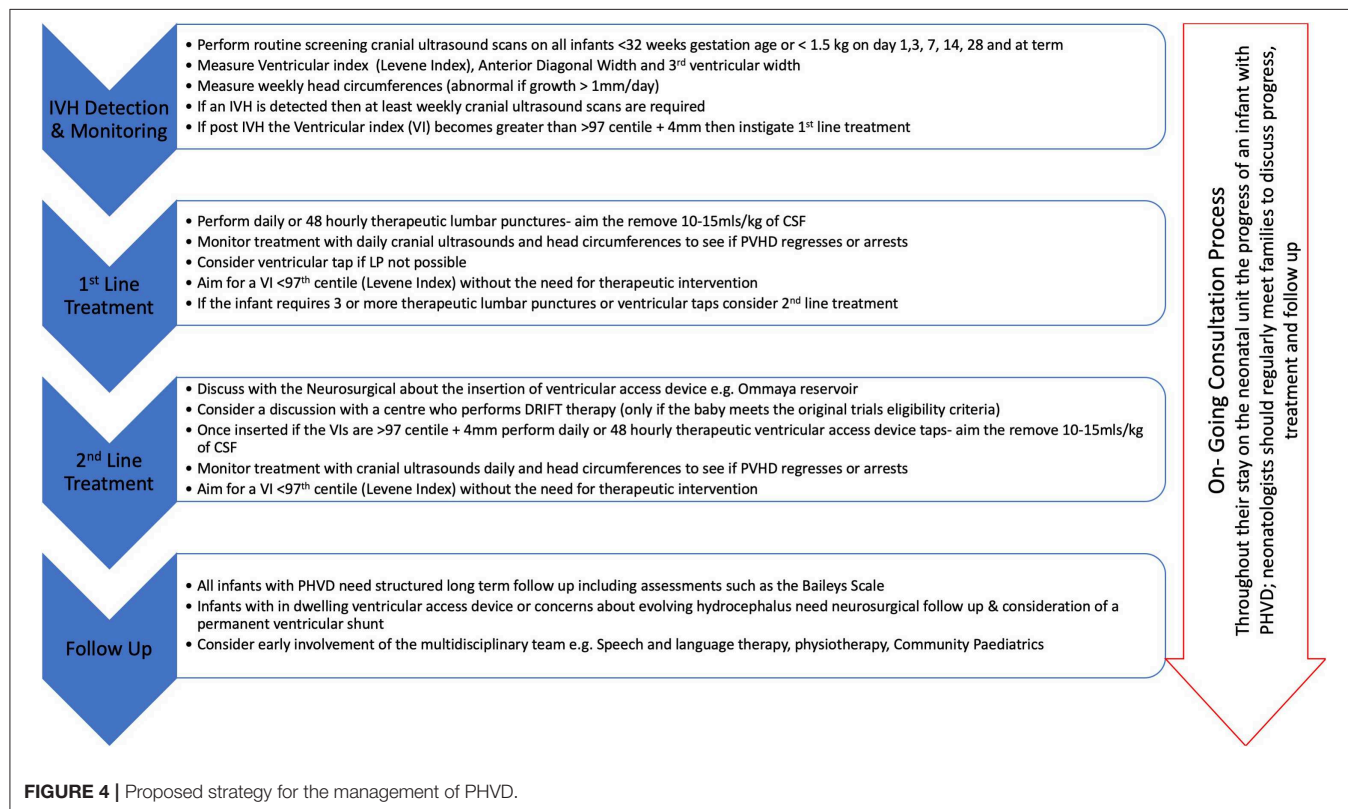 IVH Detection
& Monitoring
• Perform routine screening cranial ultrasound scans on all infants <32 weeks gestation age or < 1.5 kg on day 1,3, 7, 14, 28 and at term
• Measure Ventricular index (Levene Index), Anterior Diagonal Width and 3rd ventricular width
• Measure weekly head circumferences (abnormal if growth > 1mm/day)
• If an IVH is detected then at least weekly cranial ultrasound scans are required
• If post IVH the Ventricular index (VI) becomes greater than >97 centile + 4mm then instigate 1st line treatment
1st Line
Treatment
• Perform daily or 48 hourly therapeutic lumbar punctures- aim the remove 10-15mls/kg of CSF
• Monitor treatment with daily cranial ultrasounds and head circumferences to see if PVHD regresses or arrests
• Consider ventricular tap if LP not possible
• Aim for a VI <97th centile (Levene Index) without the need for therapeutic intervention
• If the infant requires 3 or more therapeutic lumbar punctures or ventricular taps consider 2nd line treatment
2nd Line
Treatment
• Discuss with the Neurosurgical about the insertion of ventricular access device e.g. Ommaya reservoir
• Consider a discussion with a centre who performs DRIFT therapy (only if the baby meets the original trials eligibility criteria)
• Once inserted if the VIs are >97 centile + 4mm perform daily or 48 hourly therapeutic ventricular access device taps- aim the remove 10-15mls/kg
of CSF
• Monitor treatment with cranial ultrasounds daily and head circumferences to see if PVHD regresses or arrests
• Aim for a VI <97th centile (Levene Index) without the need for therapeutic intervention
Follow Up
• All infants with PHVD need structured long term follow up including assessments such as the Baileys Scale
• Infants with in dwelling ventricular access device or concerns about evolving hydrocephalus need neurosurgical follow up & consideration of a
permanent ventricular shunt
• Consider early involvement of the multidisciplinary team e.g. Speech and language therapy, physiotherapy, Community Paediatrics
On- Going Consultation Process
Throughout their stay on the neonatal unit the progress of an infant with
PHVD; neonatologists should regularly meet families to discuss progress,
treatment and follow up
FIGURE 4 | Proposed strategy for the management of PHVD.